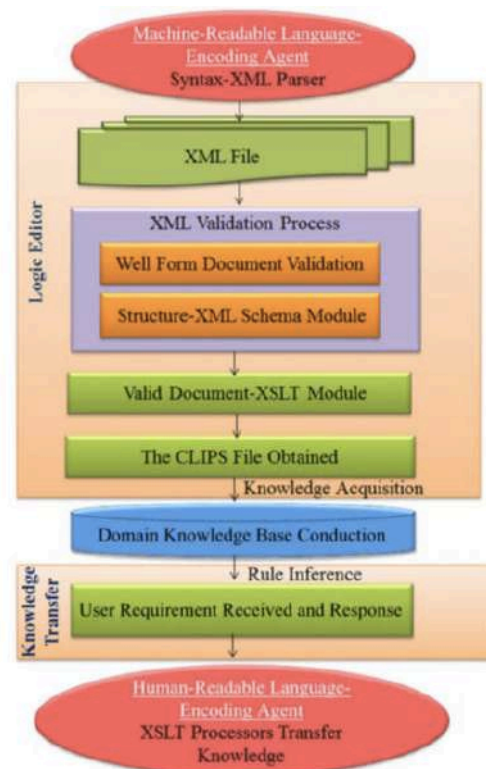 Machine-Readable Language-
Encoding Agent
Syntax-XML Parser
XML File
XML Validation Process
Well Form Document Validation
Structure-XML Schema Module
Valid Document-XSLT Module
The CLIPS File Obtained
Logic Editor
Knowledge Acquisition
Domain Knowledge Base Conduction
Rule Inference
User Requirement Received and Response
Knowledge
Transfer
Human-Readable Language-
Encoding Agent
XSLT Processors Transfer
Knowledge